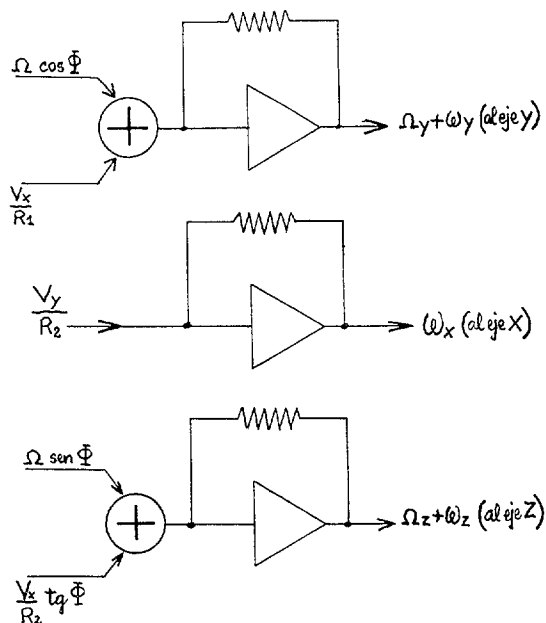 Ω cos Φ
+
Ωy+ωy (al eje y)
Vx/R1
Vy/R2
ωx (al eje X)
Ω sen Φ
+
Ωz+ωz (al eje Z)
Vx/R2 tg Φ